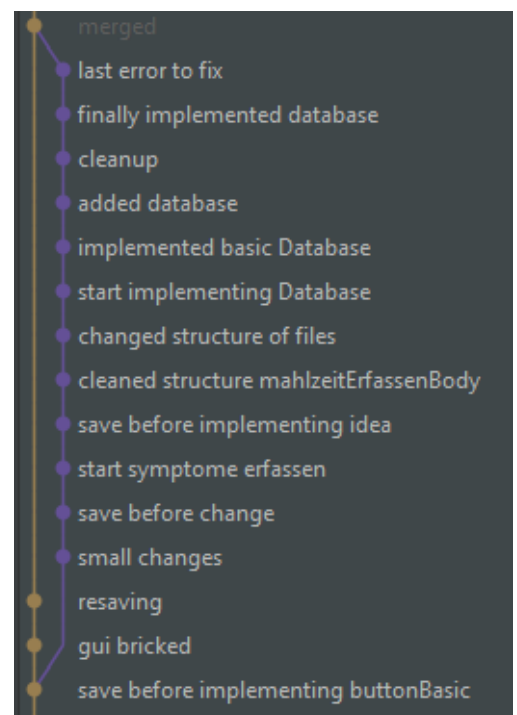 merged
last error to fix
finally implemented database
cleanup
added database
implemented basic Database
start implementing Database
changed structure of files
cleaned structure mahlzeitErfassenBody
save before implementing idea
start symptome erfassen
save before change
small changes
resaving
gui bricked
save before implementing buttonBasic